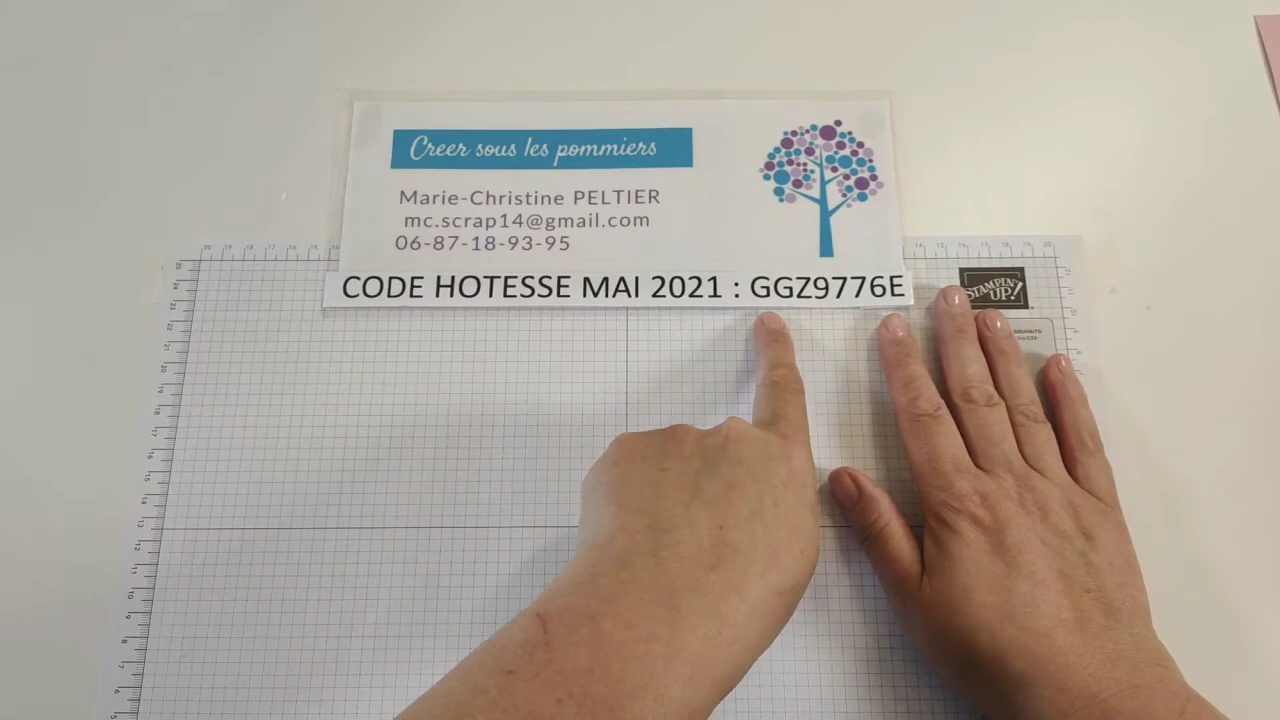 Creer sous les pommiers
Marie-Christine PELTIER
mc.scrap14@gmail.com
06-87-18-93-95
CODE HOTESSE MAI 2021 : GGZ9776E
STAMPIN' UP!